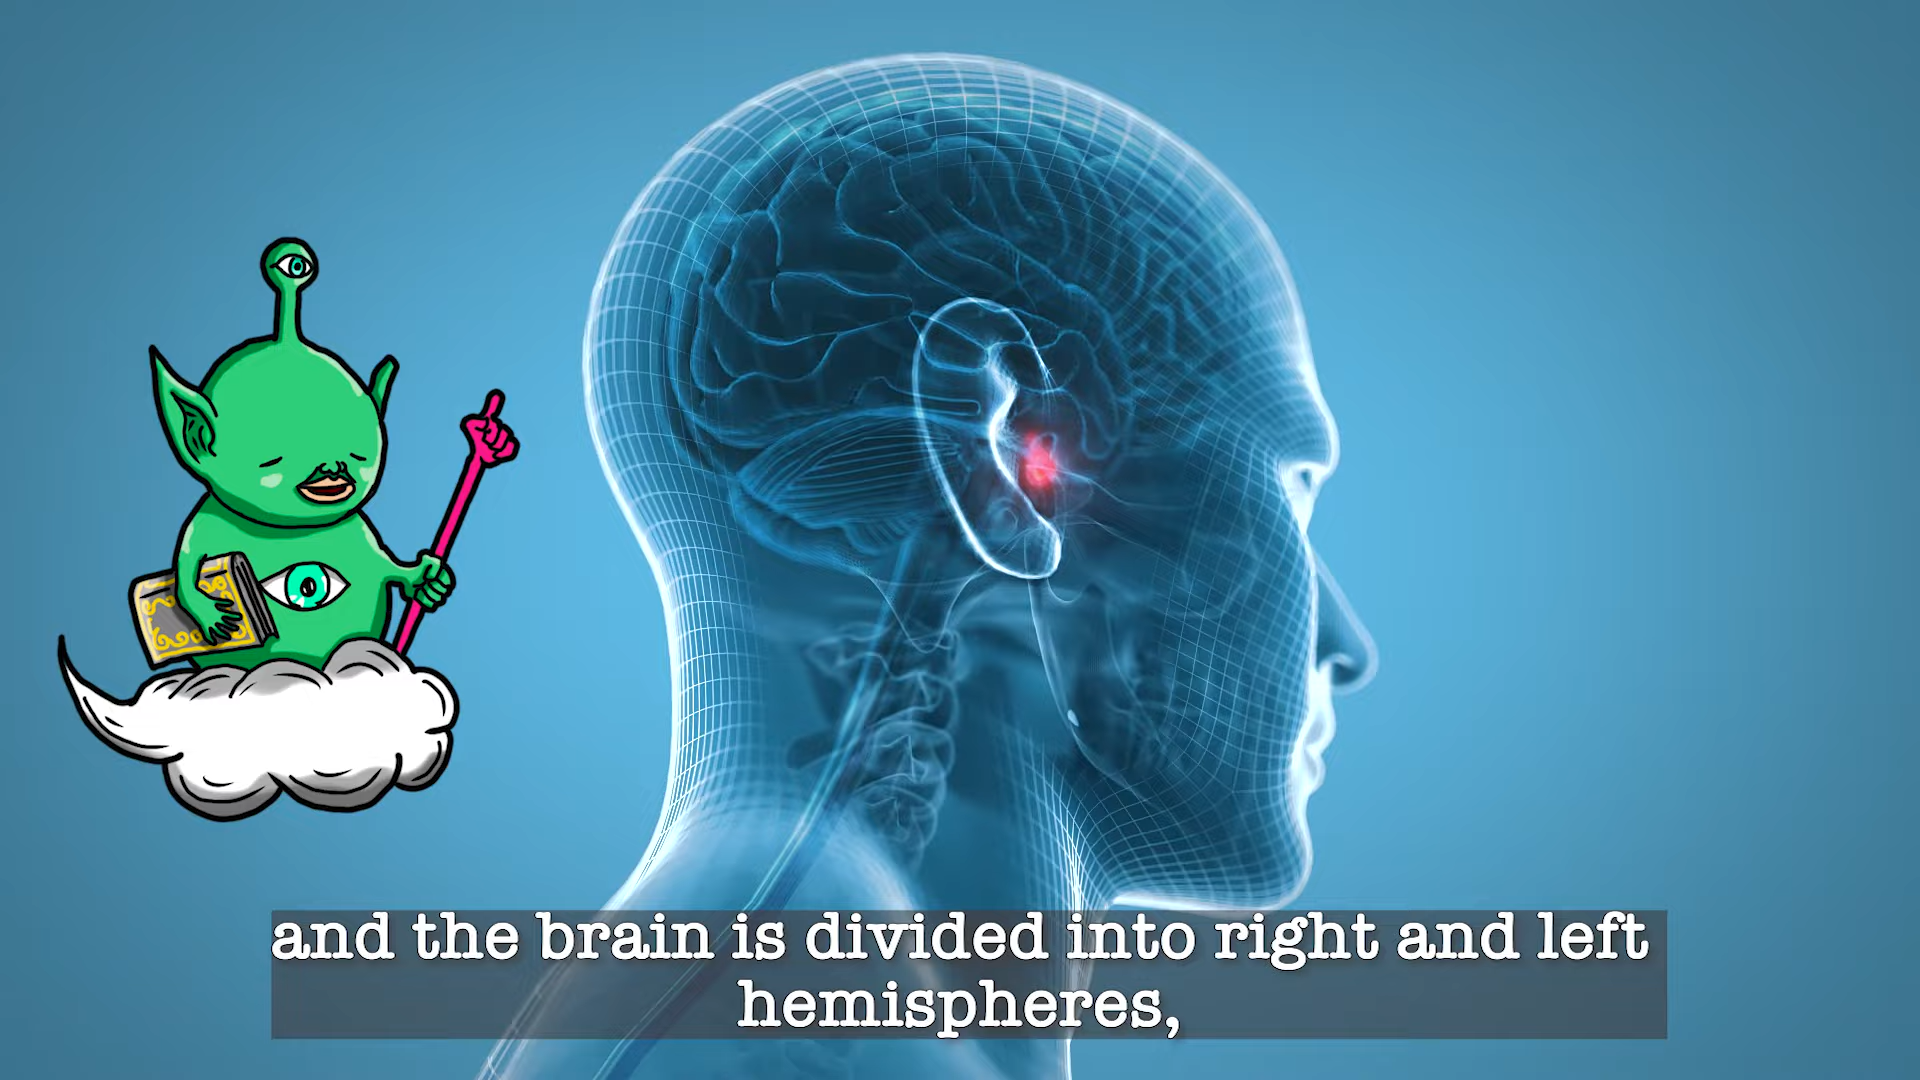 and the brain is divided into right and left
hemispheres,